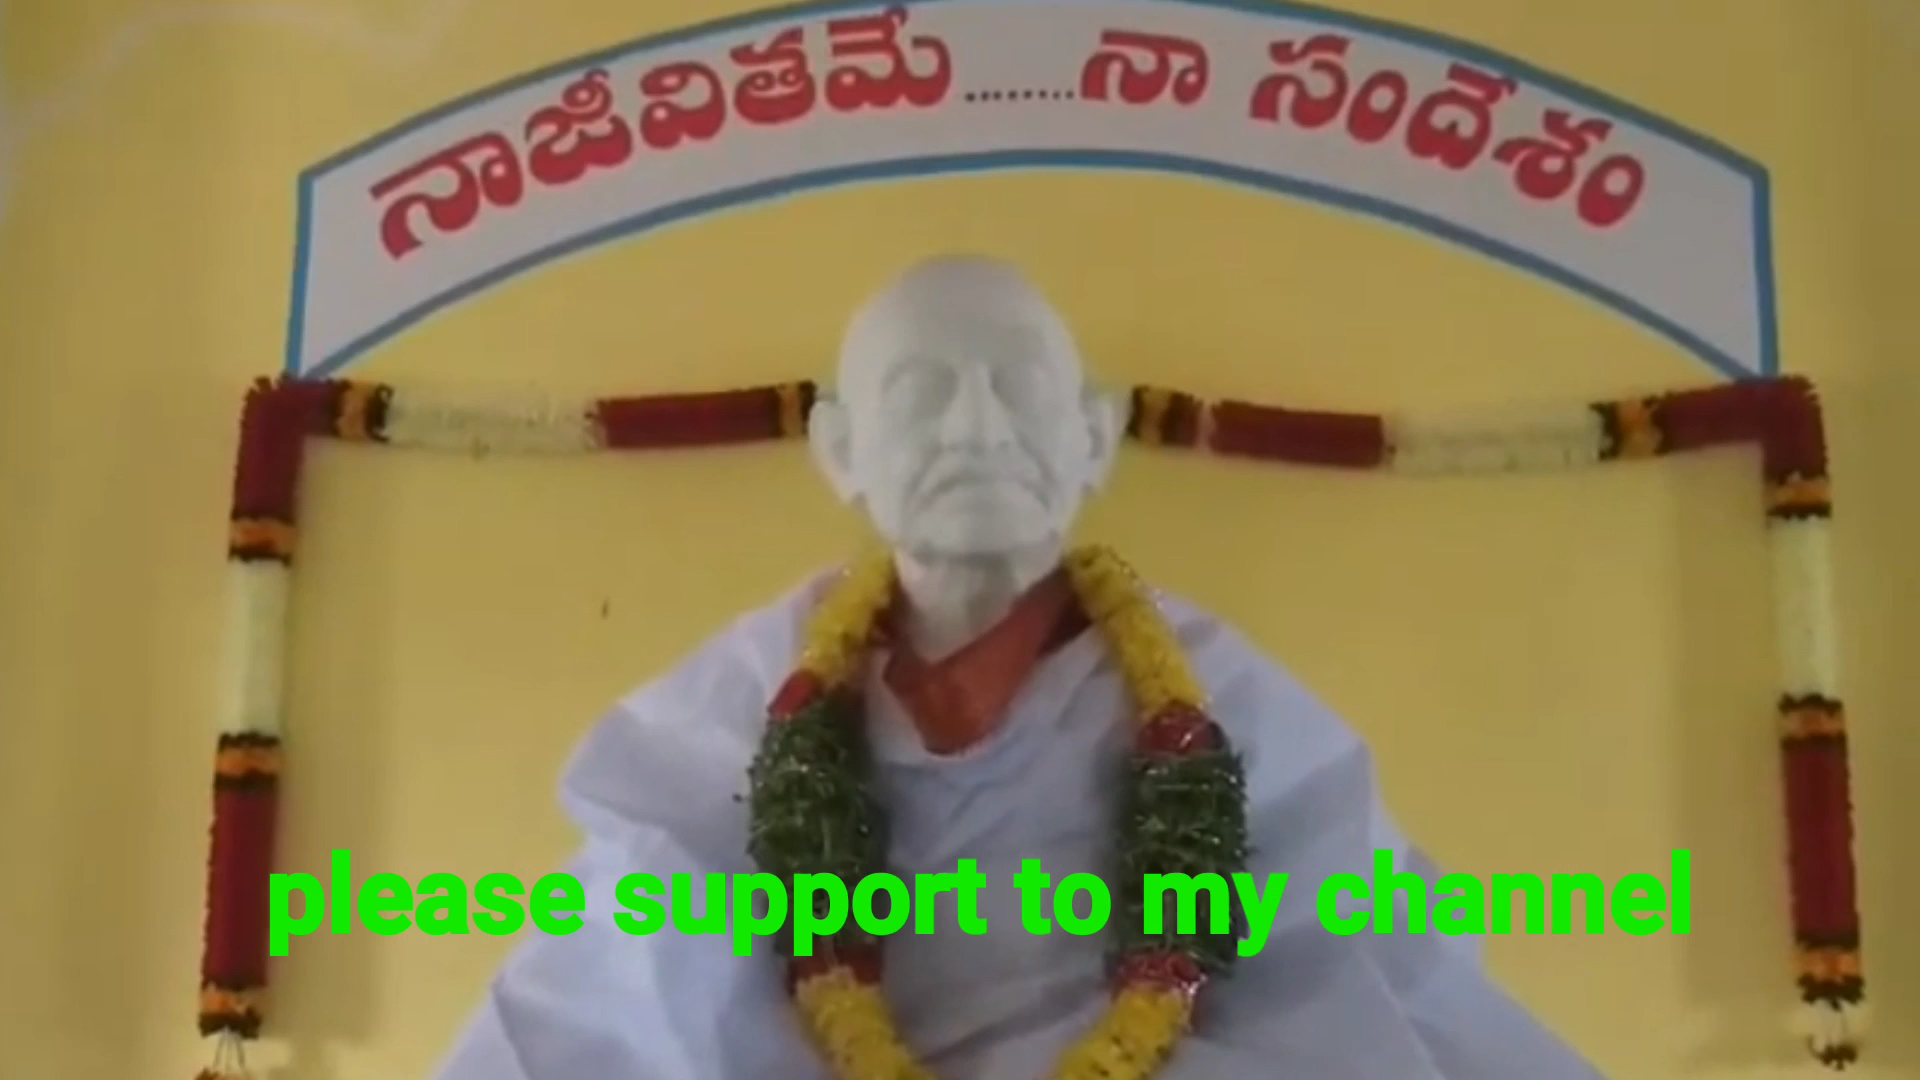 నాజీవితమే.........నా సందేశం
please support to my channel